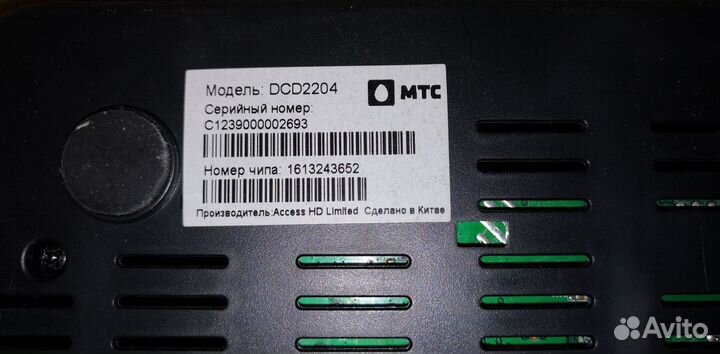 Модель: DCD2204
МТС
Серийный номер:
C1239000002693
Номер чипа: 1613243652
Производитель:Access HD Limited Сделано в Китае
Avito